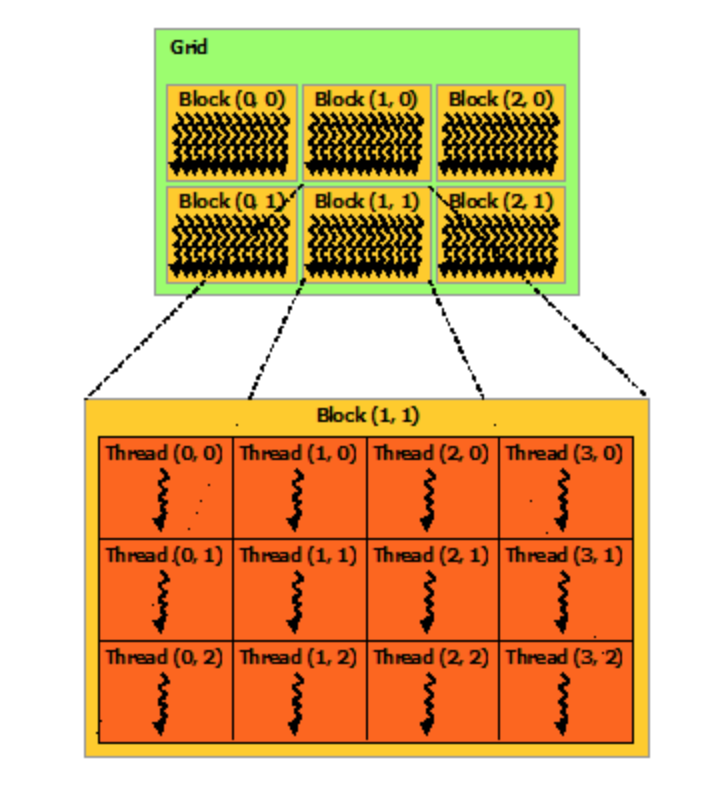 Grid
Block (0, 0) Block (1, 0) Block (2, 0)
Block (0, 1) Block (1, 1) Block (2, 1)
Block (1, 1)
Thread (0, 0) Thread (1, 0) Thread (2, 0) Thread (3, 0)
Thread (0, 1) Thread (1, 1) Thread (2, 1) Thread (3, 1)
Thread (0, 2) Thread (1, 2) Thread (2, 2) Thread (3, 2)